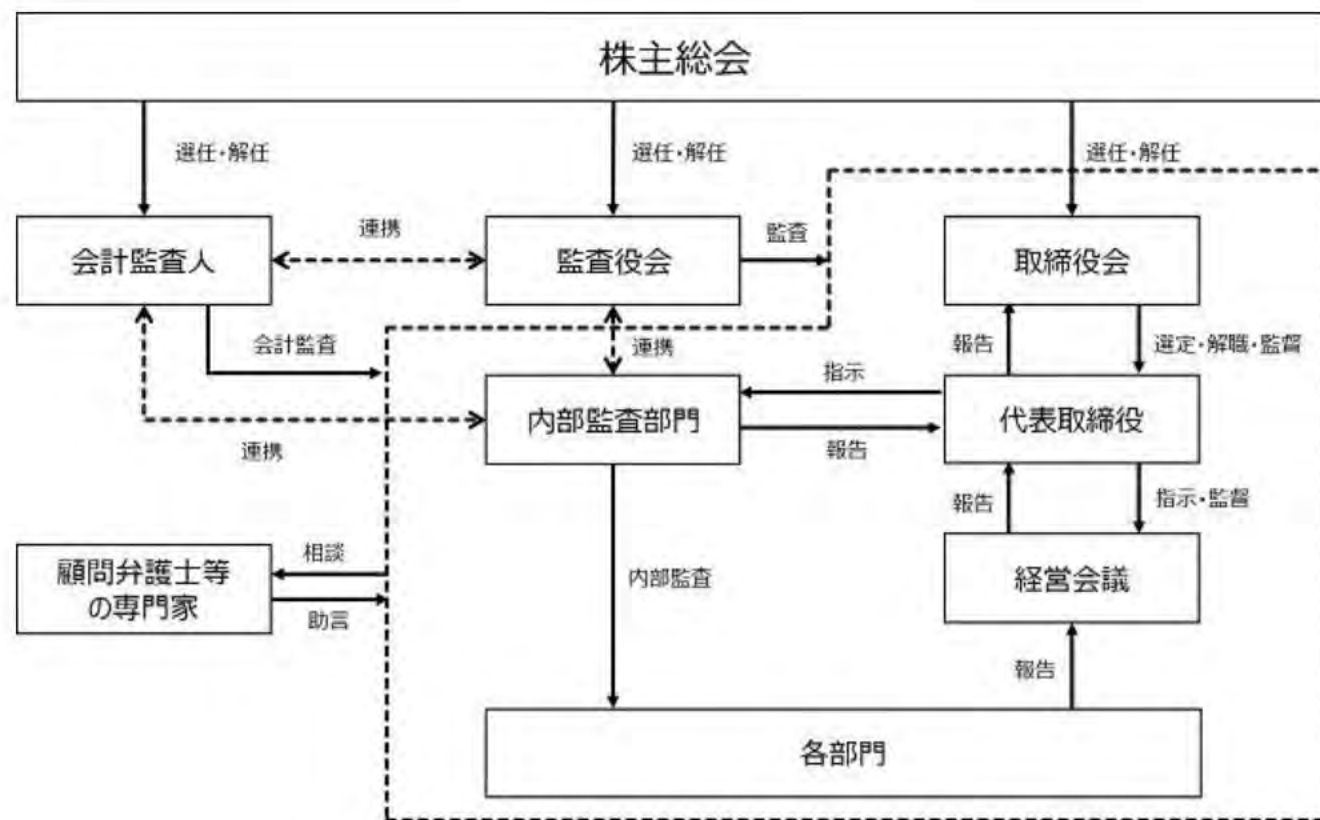 株主総会
選任・解任
選任・解任
選任・解任
会計監査人
連携
監査役会
監査
取締役会
会計監査
連携
報告
選定・解職・監督
内部監査部門
指示
報告
代表取締役
連携
報告
指示・監督
顧問弁護士等
の専門家
相談
助言
内部監査
経営会議
報告
各部門